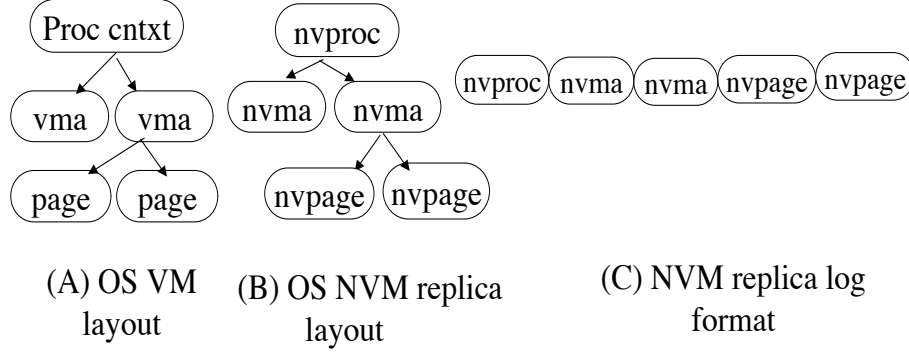 Proc cntxt
vma
vma
page
page
(A) OS VM
layout
nvproc
nvma
nvma
nvpage
nvpage
(B) OS NVM replica
layout
nvproc nvma nvma nvpage nvpage
(C) NVM replica log
format